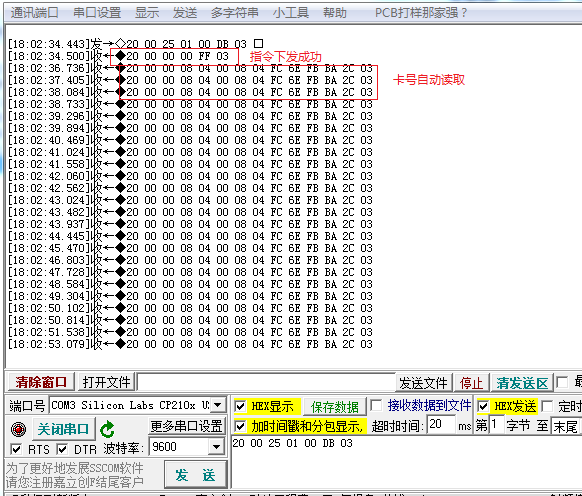 通讯端口 串口设置 显示 发送 多字符串 小工具 帮助 PCB打样那家强?
[18:02:34.443]发→◇20 00 25 01 00 DB 03 □
[18:02:34.500]收←◆20 00 00 00 FF 03 指令下发成功
[18:02:36.736]收←◆20 00 00 08 04 00 08 04 FC 6E FB BA 2C 03
[18:02:37.405]收←◆20 00 00 08 04 00 08 04 FC 6E FB BA 2C 03 卡号自动读取
[18:02:38.084]收←◆20 00 00 08 04 00 08 04 FC 6E FB BA 2C 03
[18:02:38.733]收←◆20 00 00 08 04 00 08 04 FC 6E FB BA 2C 03
[18:02:39.296]收←◆20 00 00 08 04 00 08 04 FC 6E FB BA 2C 03
[18:02:39.894]收←◆20 00 00 08 04 00 08 04 FC 6E FB BA 2C 03
[18:02:40.469]收←◆20 00 00 08 04 00 08 04 FC 6E FB BA 2C 03
[18:02:41.024]收←◆20 00 00 08 04 00 08 04 FC 6E FB BA 2C 03
[18:02:41.558]收←◆20 00 00 08 04 00 08 04 FC 6E FB BA 2C 03
[18:02:42.060]收←◆20 00 00 08 04 00 08 04 FC 6E FB BA 2C 03
[18:02:42.562]收←◆20 00 00 08 04 00 08 04 FC 6E FB BA 2C 03
[18:02:43.024]收←◆20 00 00 08 04 00 08 04 FC 6E FB BA 2C 03
[18:02:43.482]收←◆20 00 00 08 04 00 08 04 FC 6E FB BA 2C 03
[18:02:43.937]收←◆20 00 00 08 04 00 08 04 FC 6E FB BA 2C 03
[18:02:44.445]收←◆20 00 00 08 04 00 08 04 FC 6E FB BA 2C 03
[18:02:45.470]收←◆20 00 00 08 04 00 08 04 FC 6E FB BA 2C 03
[18:02:46.803]收←◆20 00 00 08 04 00 08 04 FC 6E FB BA 2C 03
[18:02:47.728]收←◆20 00 00 08 04 00 08 04 FC 6E FB BA 2C 03
[18:02:48.584]收←◆20 00 00 08 04 00 08 04 FC 6E FB BA 2C 03
[18:02:49.304]收←◆20 00 00 08 04 00 08 04 FC 6E FB BA 2C 03
[18:02:50.102]收←◆20 00 00 08 04 00 08 04 FC 6E FB BA 2C 03
[18:02:50.814]收←◆20 00 00 08 04 00 08 04 FC 6E FB BA 2C 03
[18:02:51.538]收←◆20 00 00 08 04 00 08 04 FC 6E FB BA 2C 03
[18:02:53.079]收←◆20 00 00 08 04 00 08 04 FC 6E FB BA 2C 03
清除窗口 打开文件 发送文件 停止 清发送区
端口号 COM3 Silicon Labs CP210x HEX显示 保存数据 接收数据到文件 HEX发送 定时
关闭串口 更多串口设置 加时间戳和分包显示, 超时时间: 20 ms 第 1 字节 至 末尾
RTS DTR 波特率: 9600 20 00 25 01 00 DB 03
为了更好地发展SSCOM软件
请您注册嘉立创F结尾客户 发 送